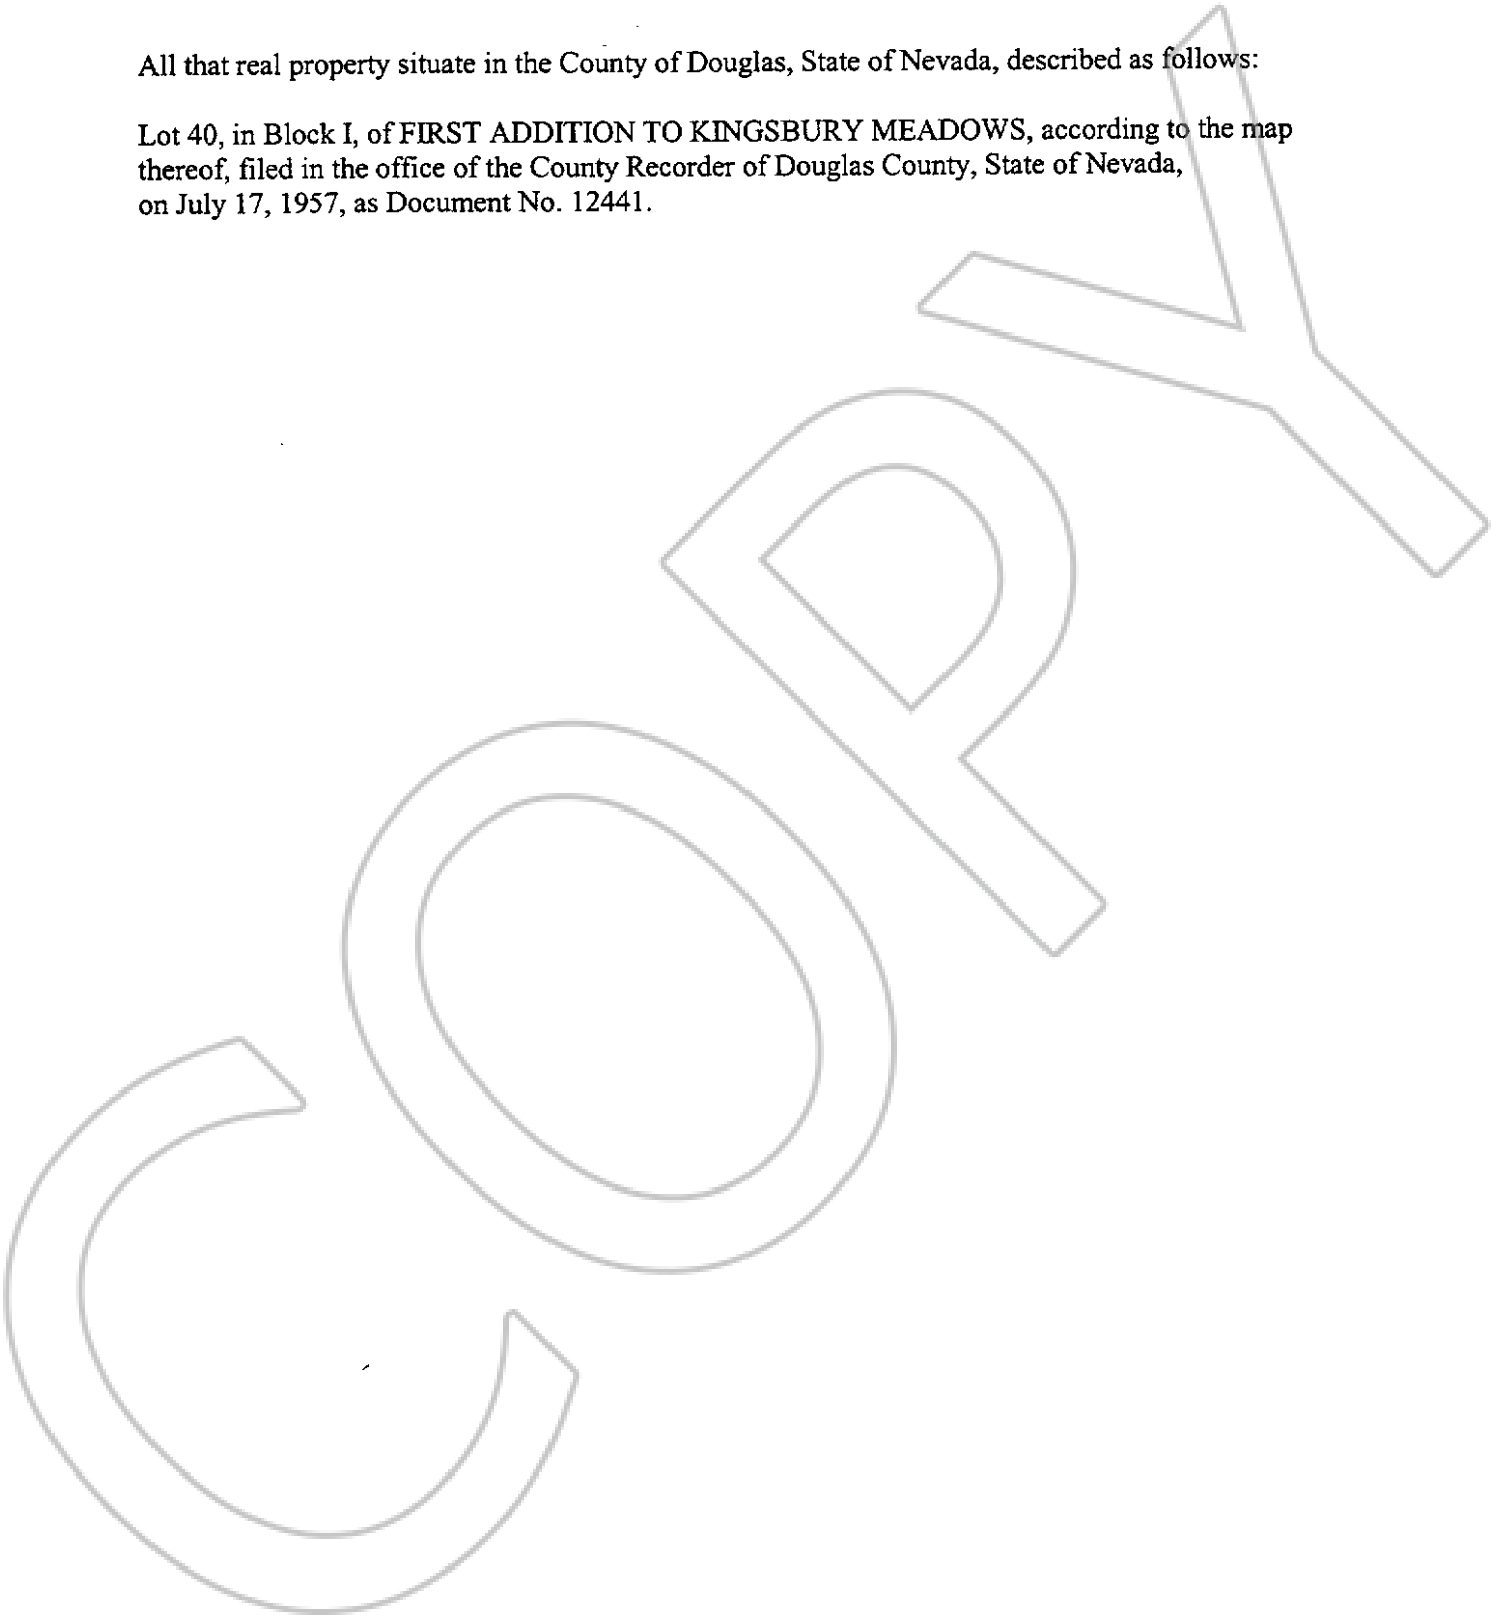 All that real property situate in the County of Douglas, State of Nevada, described as follows:
Lot 40, in Block I, of FIRST ADDITION TO KINGSBURY MEADOWS, according to the map
thereof, filed in the office of the County Recorder of Douglas County, State of Nevada,
on July 17, 1957, as Document No. 12441.
COPY